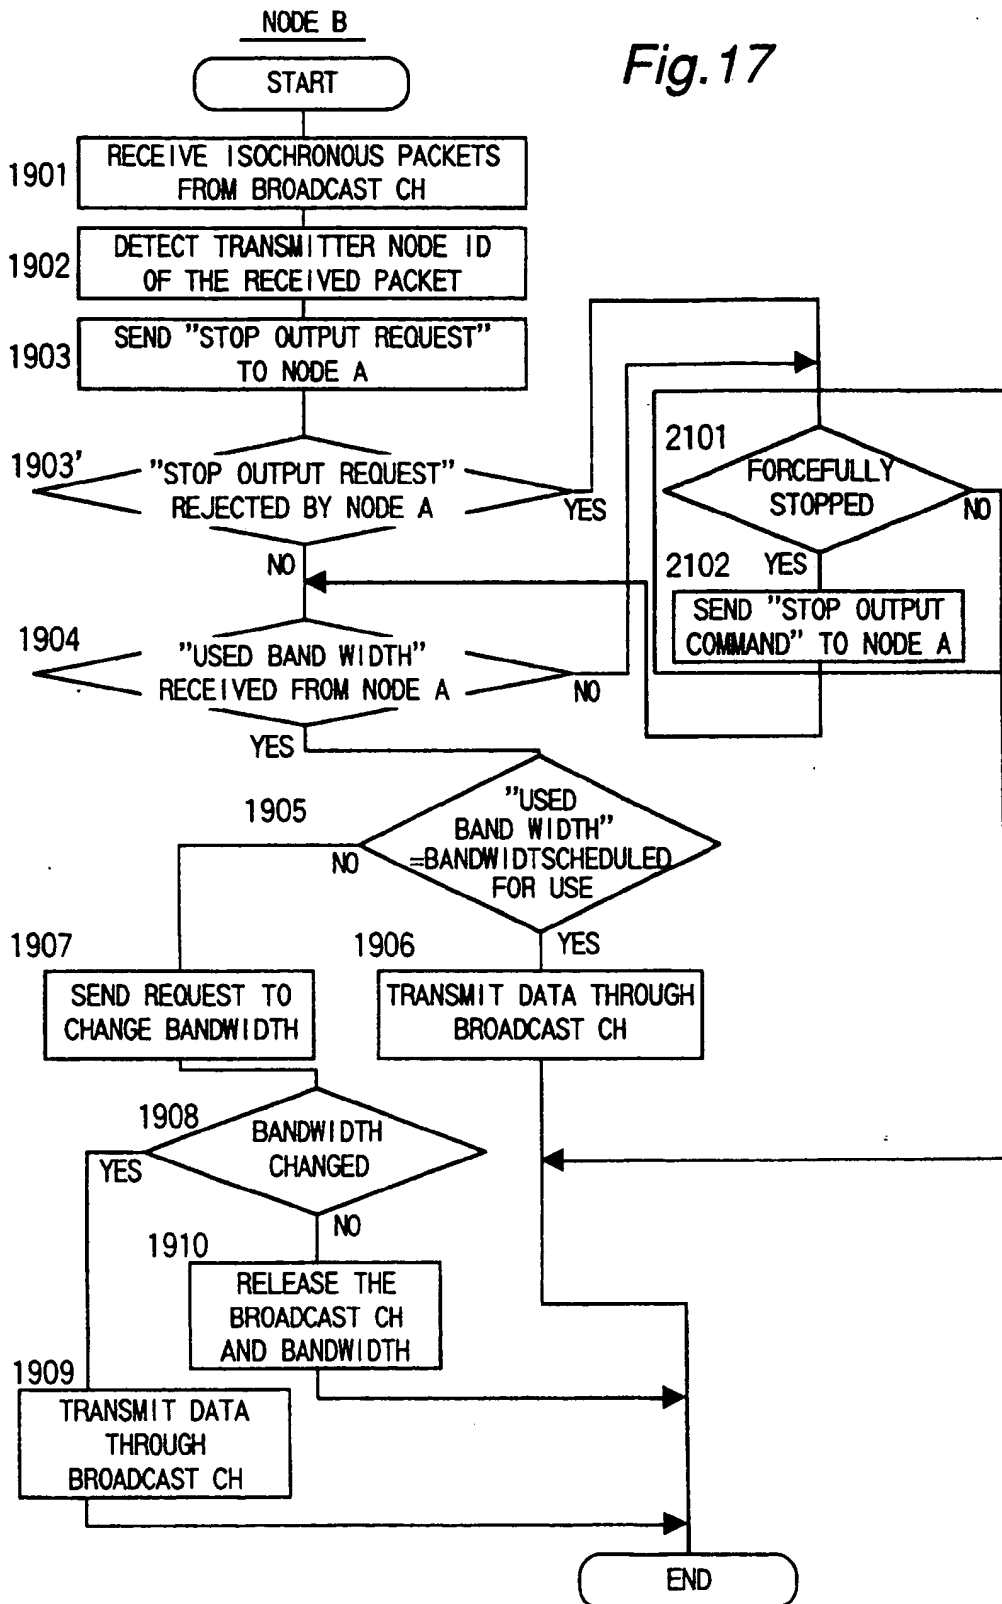 NODE B
Fig.17
START
1901
RECEIVE ISOCHRONOUS PACKETS
FROM BROADCAST CH
1902
DETECT TRANSMITTER NODE ID
OF THE RECEIVED PACKET
1903
SEND "STOP OUTPUT REQUEST"
TO NODE A
1903'
"STOP OUTPUT REQUEST"
REJECTED BY NODE A
YES
NO
2101
FORCEFULLY
STOPPED
NO
YES
2102
SEND "STOP OUTPUT
COMMAND" TO NODE A
1904
"USED BAND WIDTH"
RECEIVED FROM NODE A
NO
YES
1905
"USED
BAND WIDTH"
=BANDWIDTSCHEDULED
FOR USE
NO
YES
1907
SEND REQUEST TO
CHANGE BANDWIDTH
1906
TRANSMIT DATA THROUGH
BROADCAST CH
1908
BANDWIDTH
CHANGED
YES
NO
1910
RELEASE THE
BROADCAST CH
AND BANDWIDTH
1909
TRANSMIT DATA
THROUGH
BROADCAST CH
END